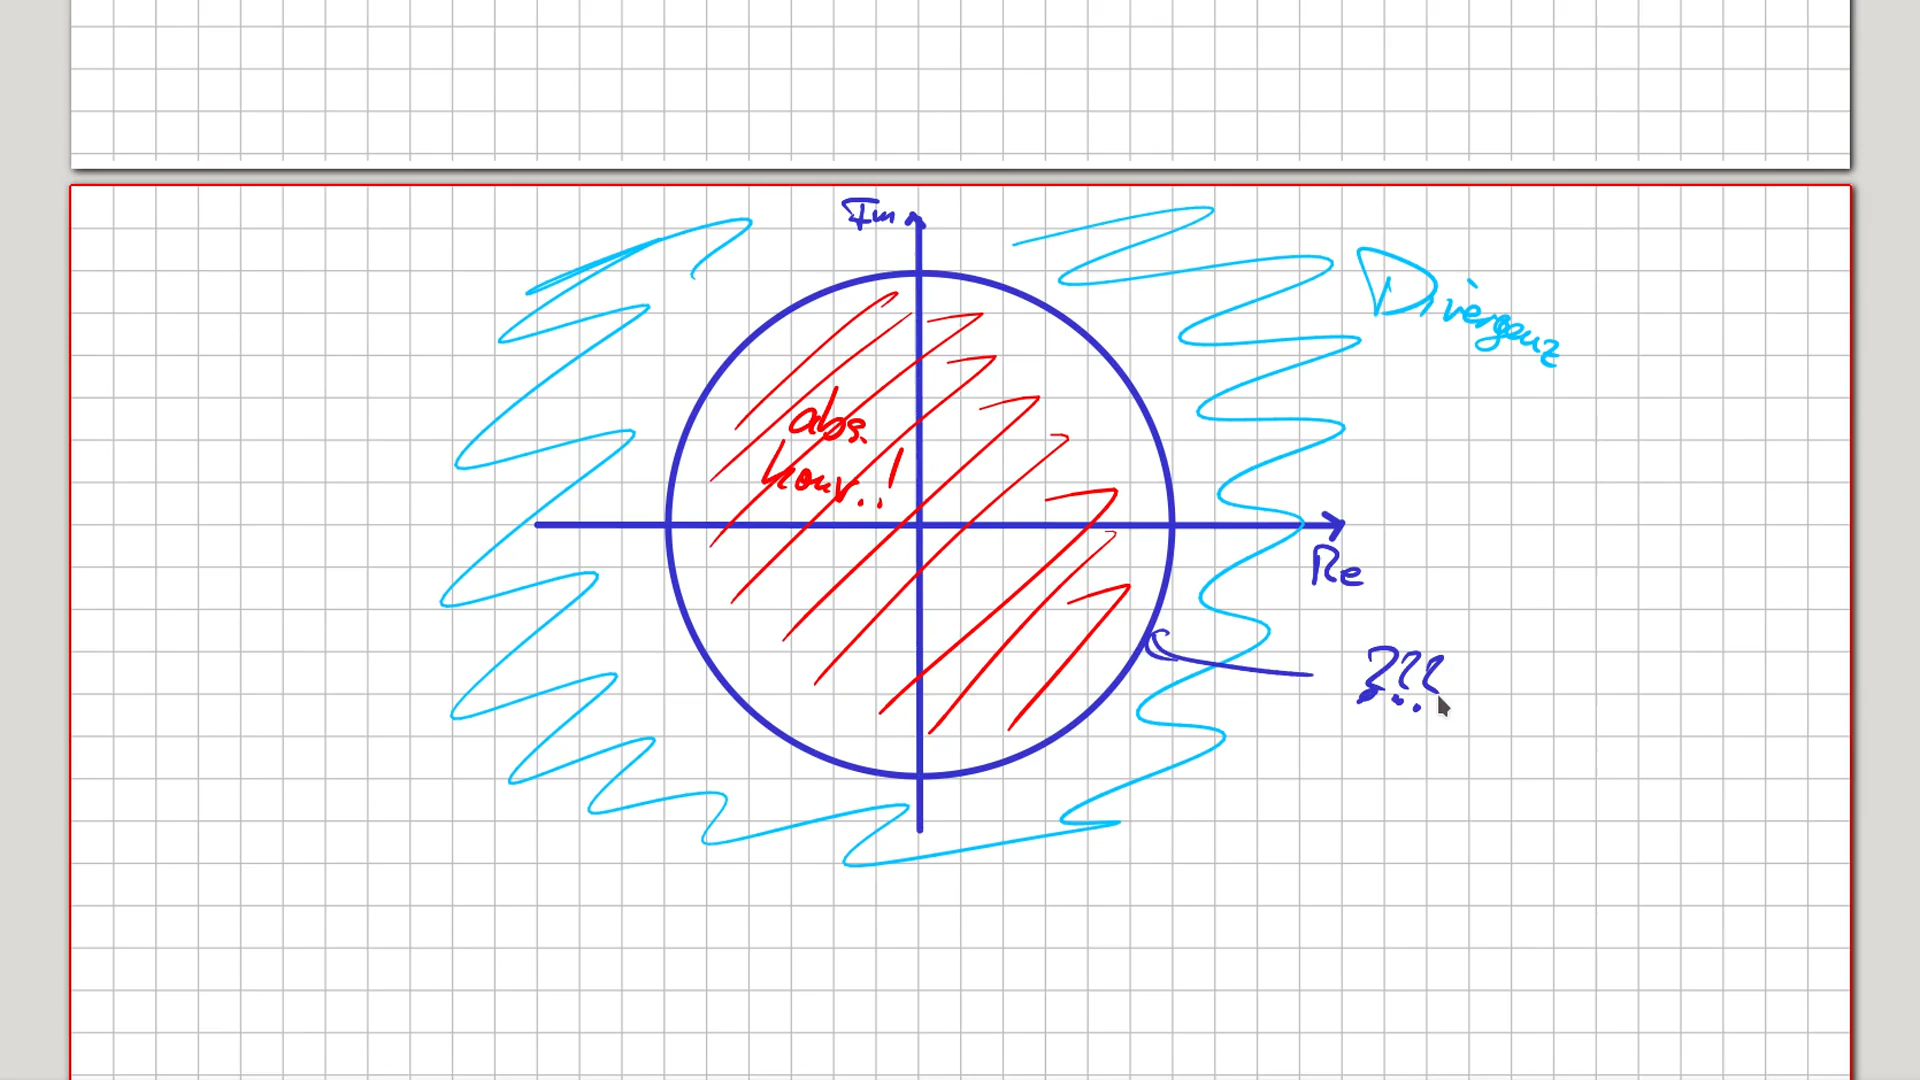 Im
Divergenz
abs.
konv.!
Re
???